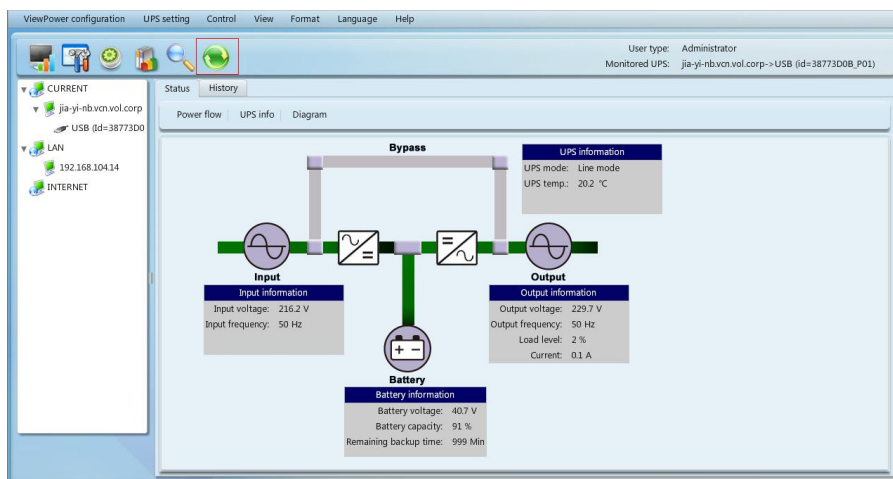 ViewPower configuration UPS setting Control View Format Language Help
User type: Administrator
Monitored UPS: jia-yi-nb.vcn.vol.corp->USB (id=38773D0B_P01)
CURRENT
jia-yi-nb.vcn.vol.corp
USB (Id=38773D0
LAN
192.168.104.14
INTERNET
Status History
Power flow UPS info Diagram
Bypass
UPS information
UPS mode: Line mode
UPS temp.: 20.2 °C
Input
Input information
Input voltage: 216.2 V
Input frequency: 50 Hz
Output
Output information
Output voltage: 229.7 V
Output frequency: 50 Hz
Load level: 2 %
Current: 0.1 A
Battery
Battery information
Battery voltage: 40.7 V
Battery capacity: 91 %
Remaining backup time: 999 Min